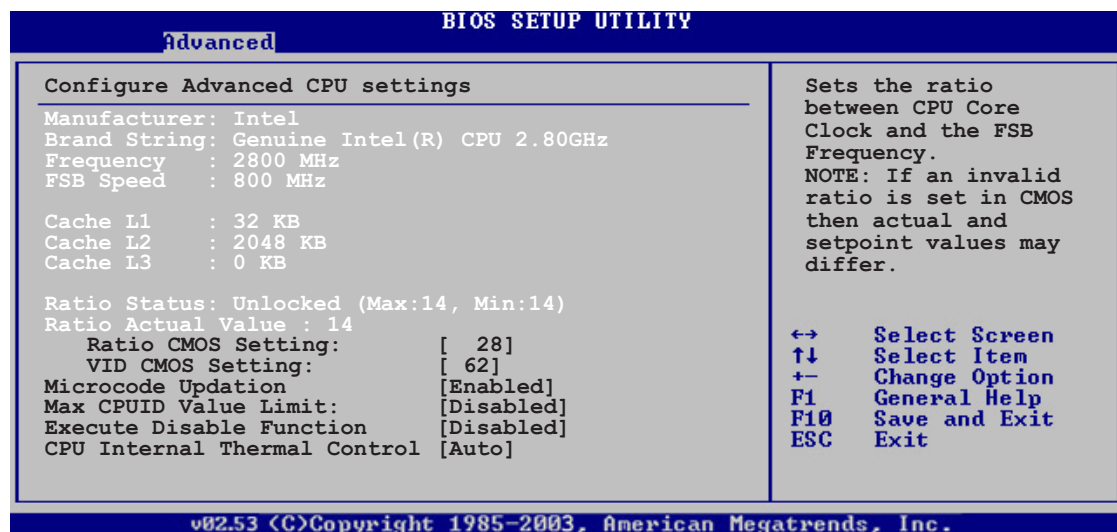 BIOS SETUP UTILITY
Advanced
Configure Advanced CPU settings
Manufacturer: Intel
Brand String: Genuine Intel(R) CPU 2.80GHz
Frequency : 2800 MHz
FSB Speed : 800 MHz
Cache L1 : 32 KB
Cache L2 : 2048 KB
Cache L3 : 0 KB
Ratio Status: Unlocked (Max:14, Min:14)
Ratio Actual Value : 14
Ratio CMOS Setting: [ 28]
VID CMOS Setting: [ 62]
Microcode Updation [Enabled]
Max CPUID Value Limit: [Disabled]
Execute Disable Function [Disabled]
CPU Internal Thermal Control [Auto]
Sets the ratio
between CPU Core
Clock and the FSB
Frequency.
NOTE: If an invalid
ratio is set in CMOS
then actual and
setpoint values may
differ.
←→ Select Screen
↑↓ Select Item
+- Change Option
F1 General Help
F10 Save and Exit
ESC Exit
v02.53 (C)Copyright 1985-2003, American Megatrends, Inc.